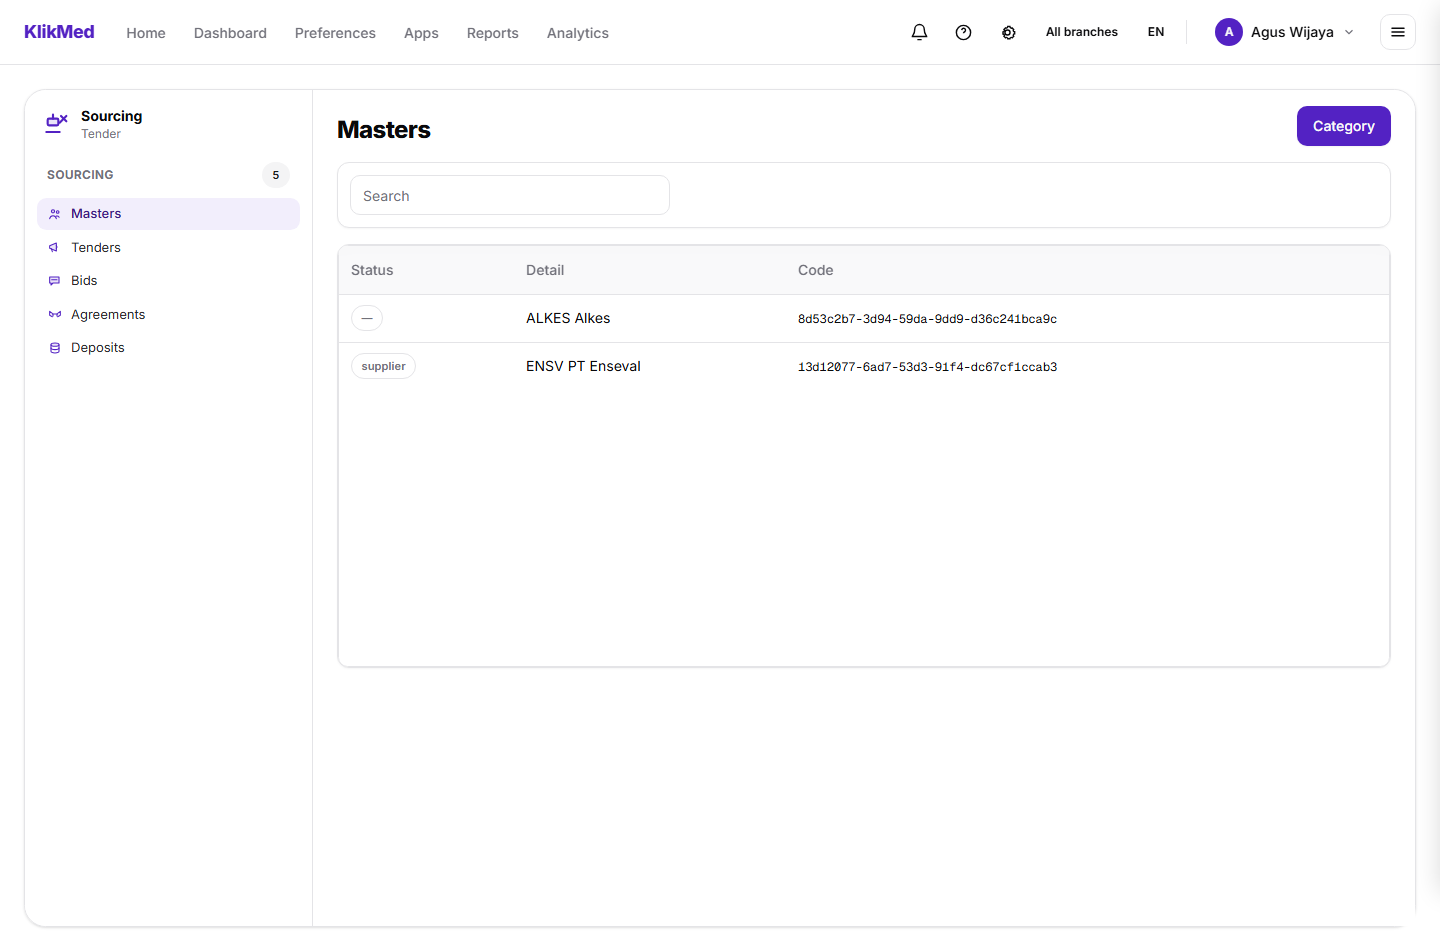 KlikMed
Home
Dashboard
Preferences
Apps
Reports
Analytics
All branches
EN
A
Agus Wijaya
Sourcing
Tender
SOURCING
5
Masters
Tenders
Bids
Agreements
Deposits
Masters
Category
Search
Status
Detail
Code
—
ALKES Alkes
8d53c2b7-3d94-59da-9dd9-d36c241bca9c
supplier
ENSV PT Enseval
13d12077-6ad7-53d3-91f4-dc67cf1ccab3